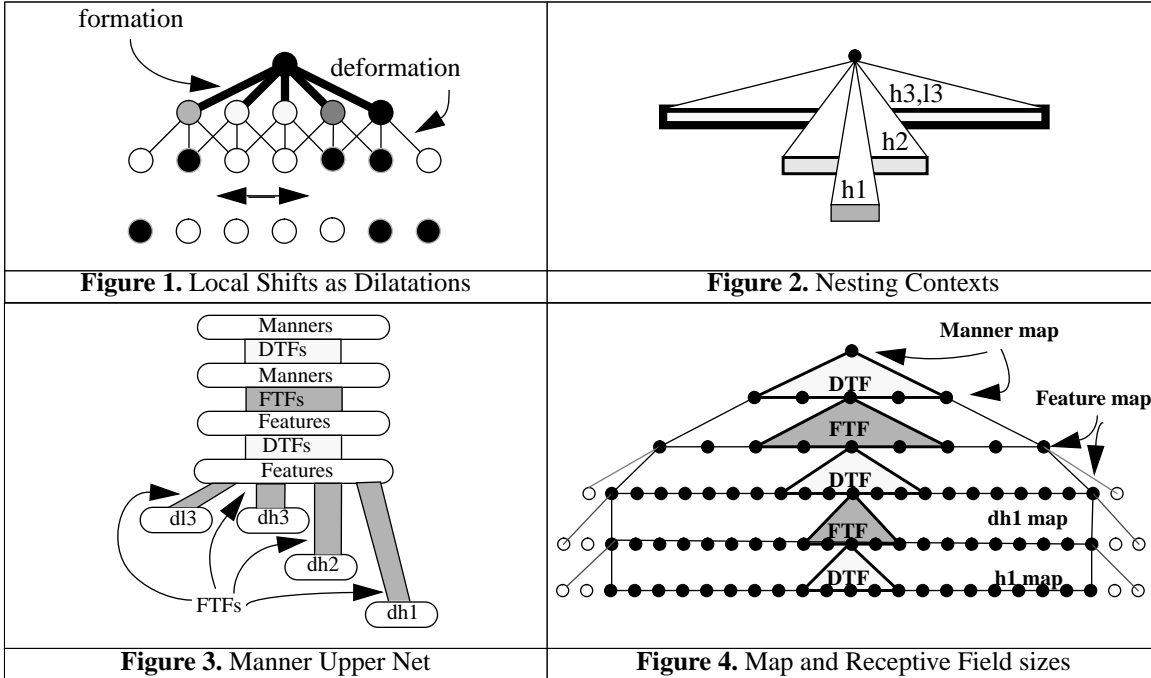 formation
deformation
Figure 1. Local Shifts as Dilatations
h3,l3
h2
h1
Figure 2. Nesting Contexts
Manners
DTFs
Manners
FTFs
Features
DTFs
Features
dl3
dh3
dh2
FTFs
dh1
Figure 3. Manner Upper Net
Manner map
DTF
Feature map
FTF
DTF
dh1 map
FTF
h1 map
DTF
Figure 4. Map and Receptive Field sizes